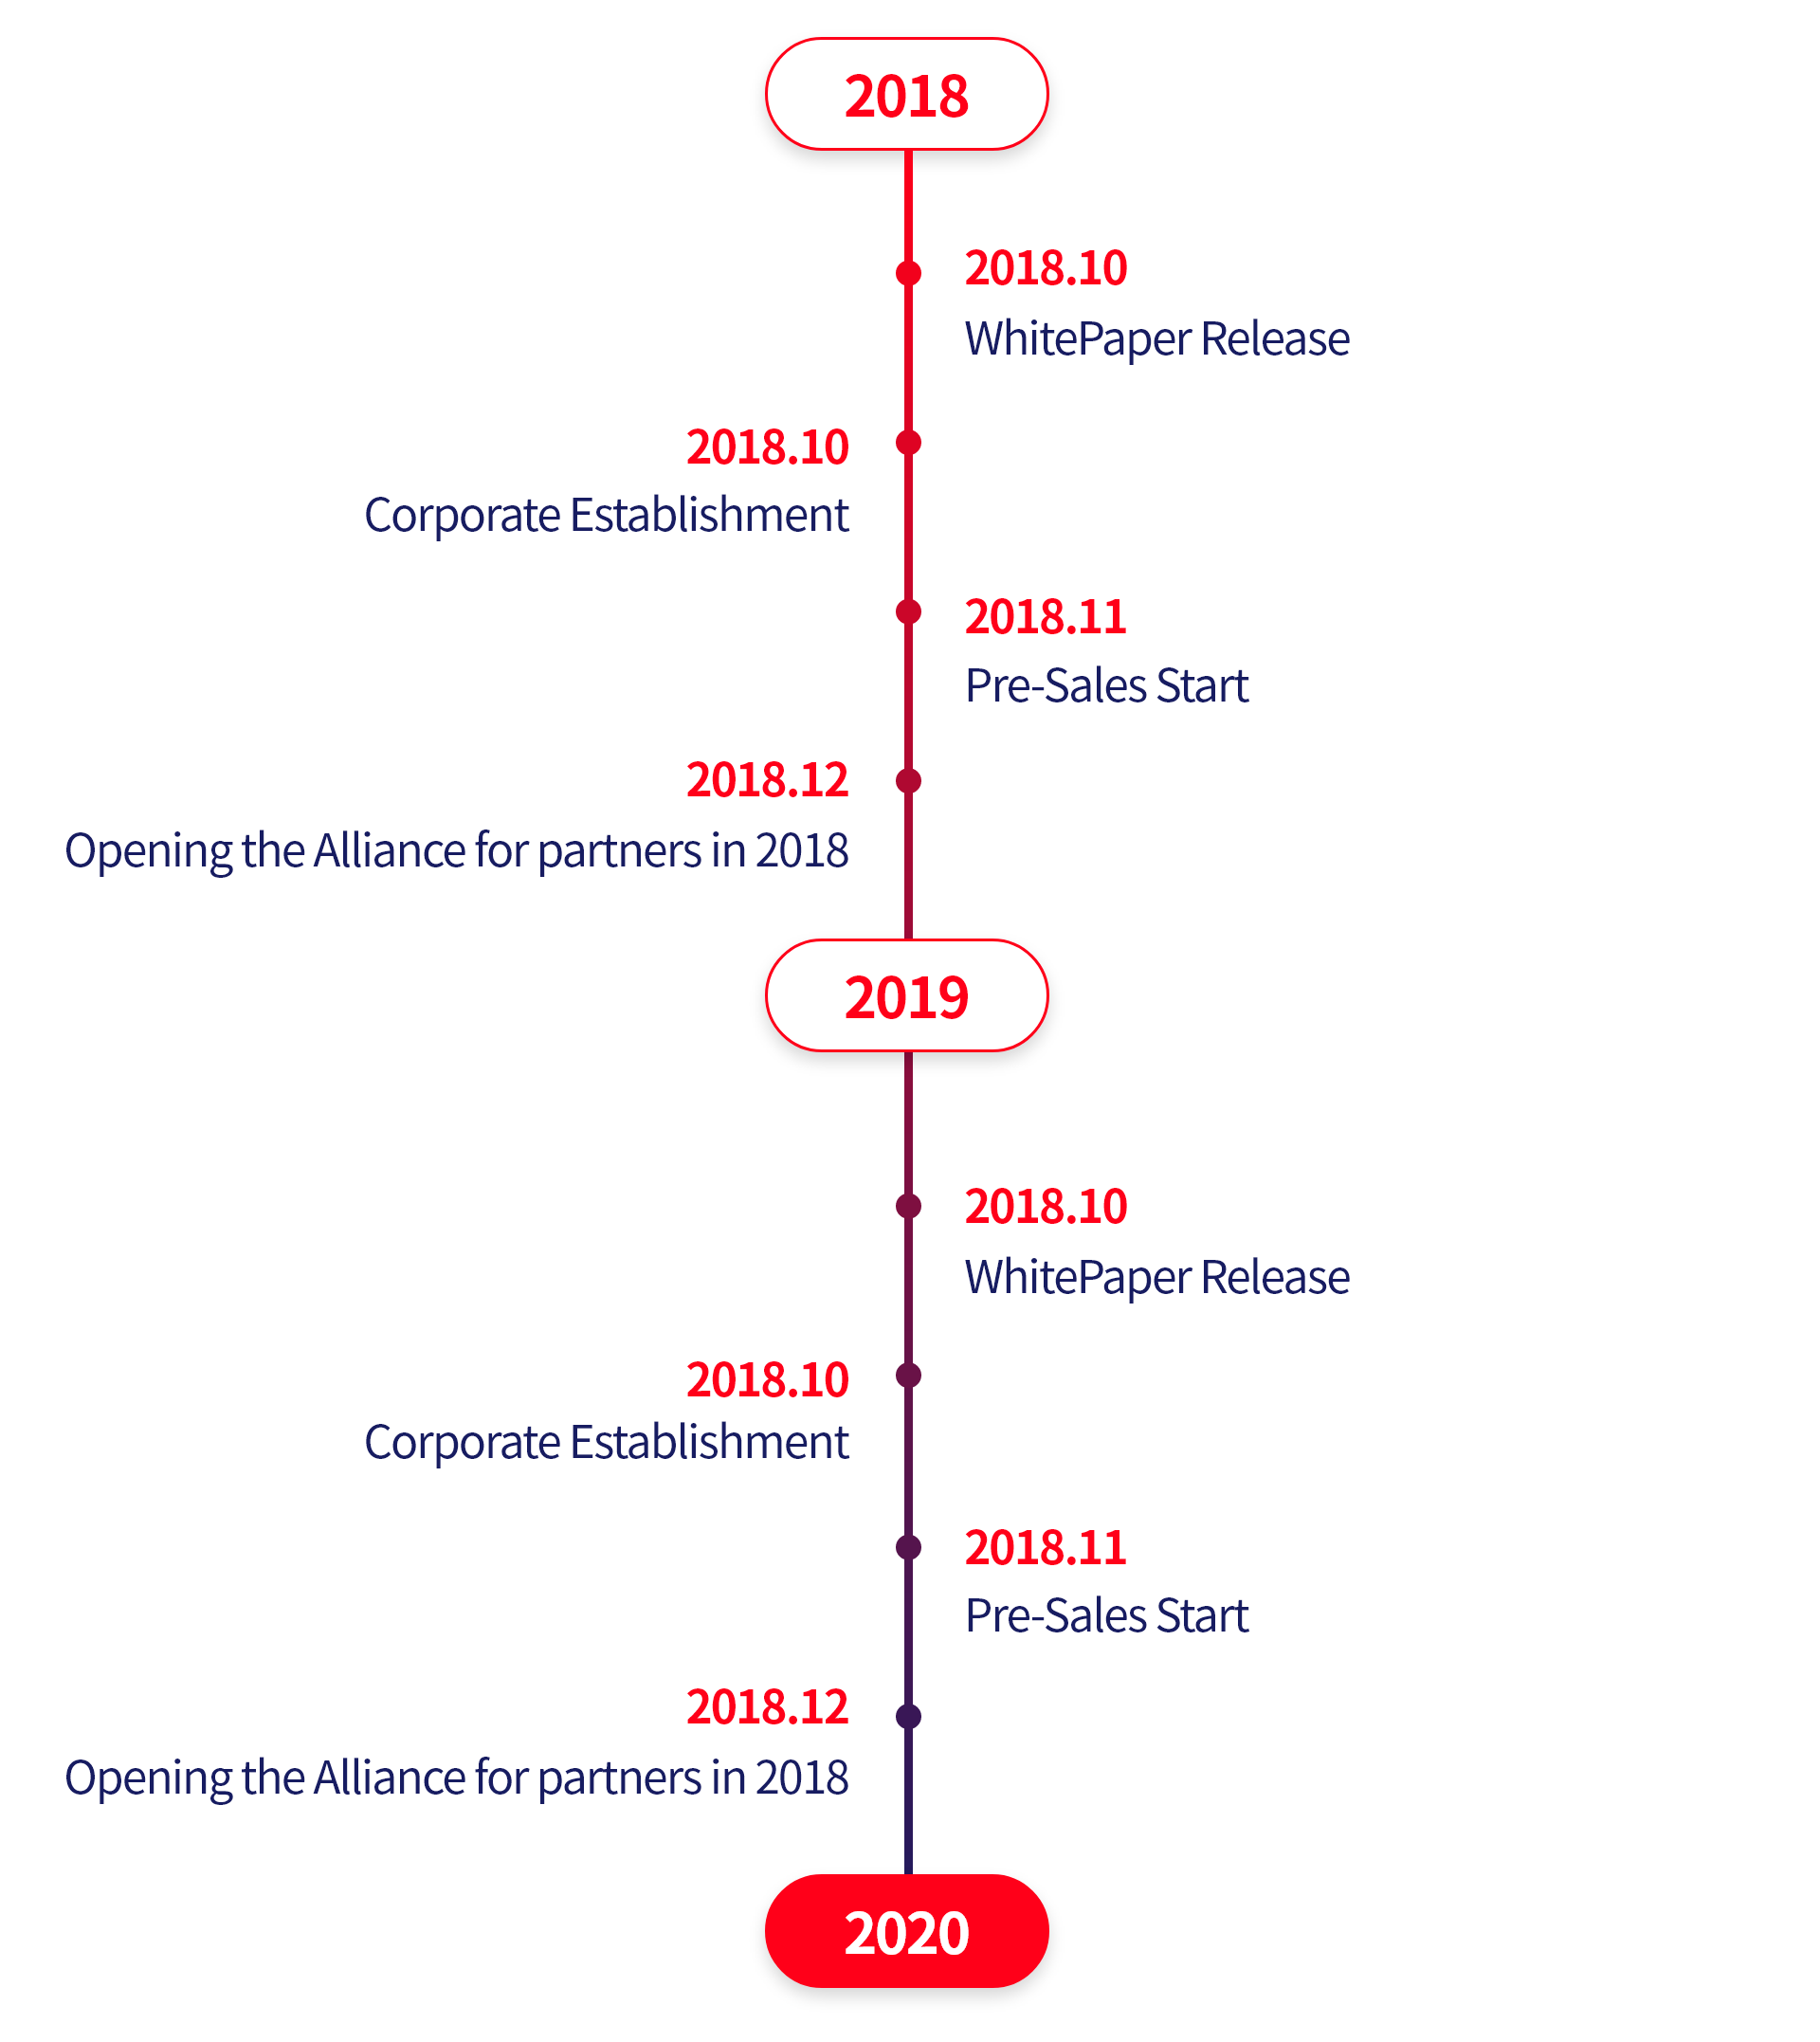 2018
2018.10
WhitePaper Release
2018.10
Corporate Establishment
2018.11
Pre-Sales Start
2018.12
Opening the Alliance for partners in 2018
2019
2018.10
WhitePaper Release
2018.10
Corporate Establishment
2018.11
Pre-Sales Start
2018.12
Opening the Alliance for partners in 2018
2020